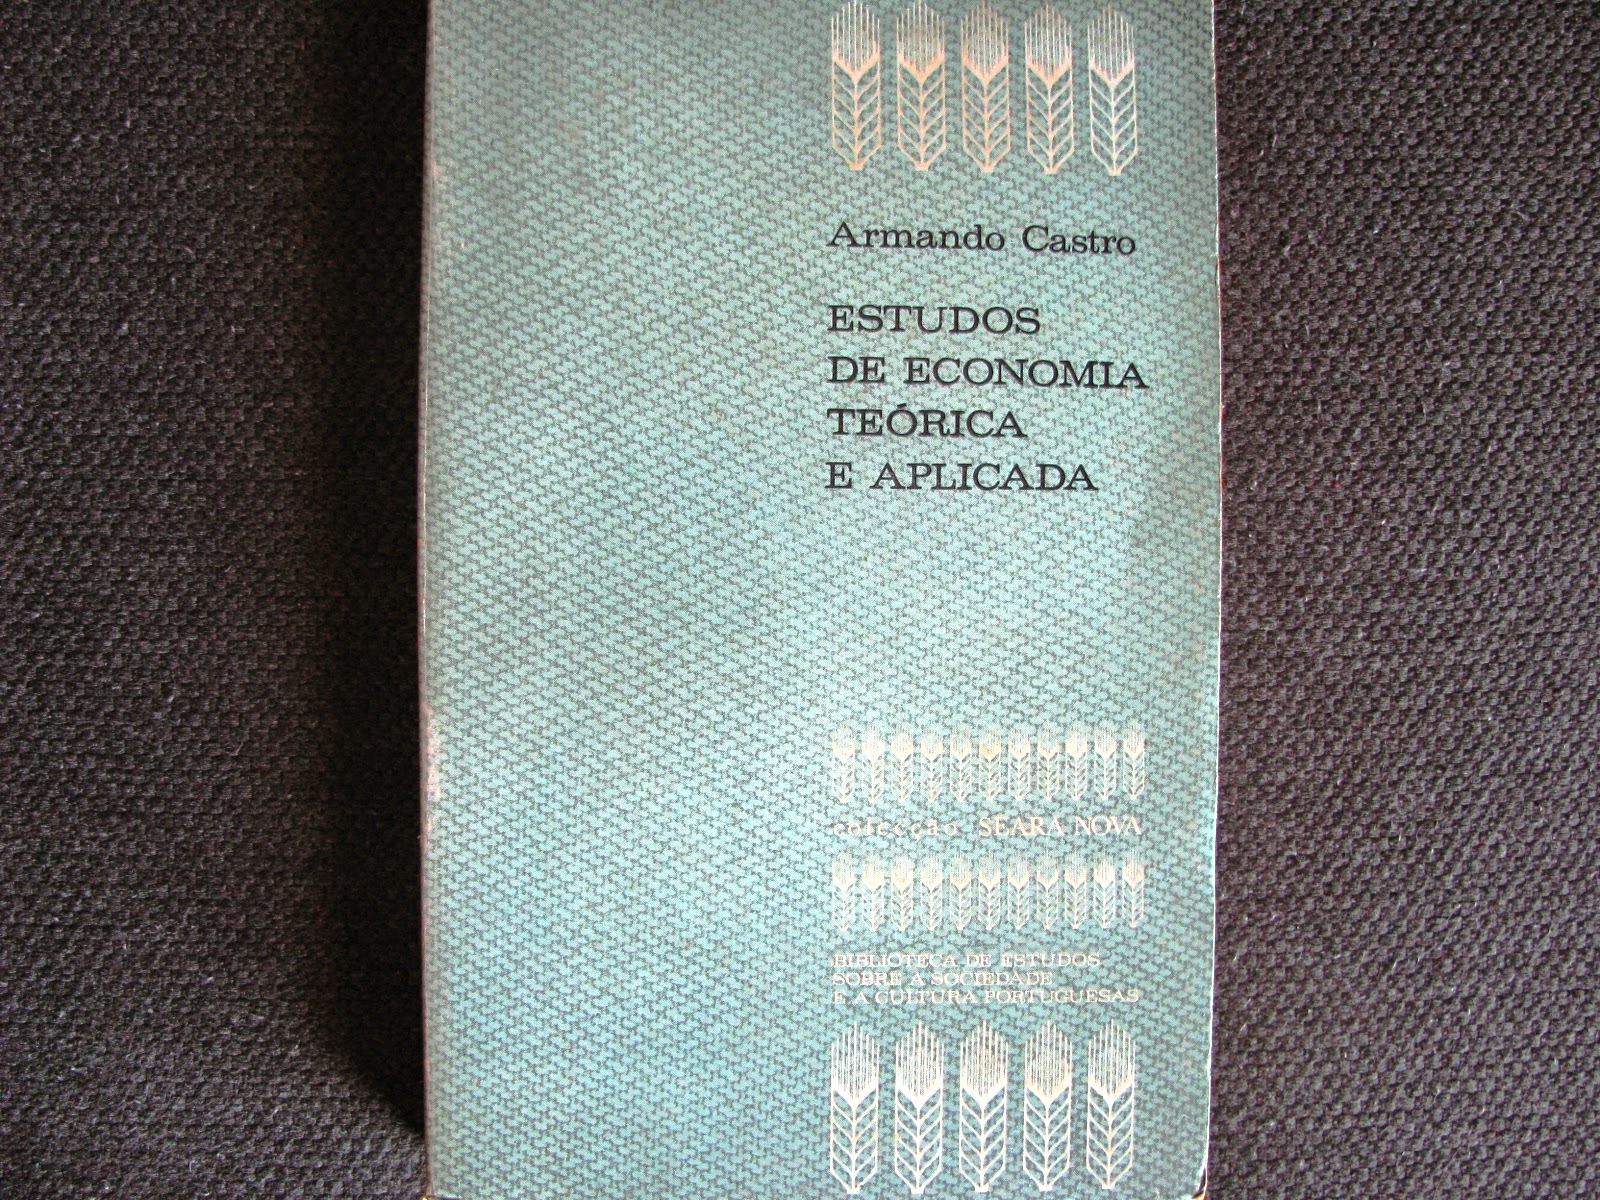 Armando Castro
ESTUDOS
DE ECONOMIA
TEÓRICA
E APLICADA
colecção SEARA NOVA
BIBLIOTECA DE ESTUDOS
SOBRE A SOCIEDADE
E A CULTURA PORTUGUESAS